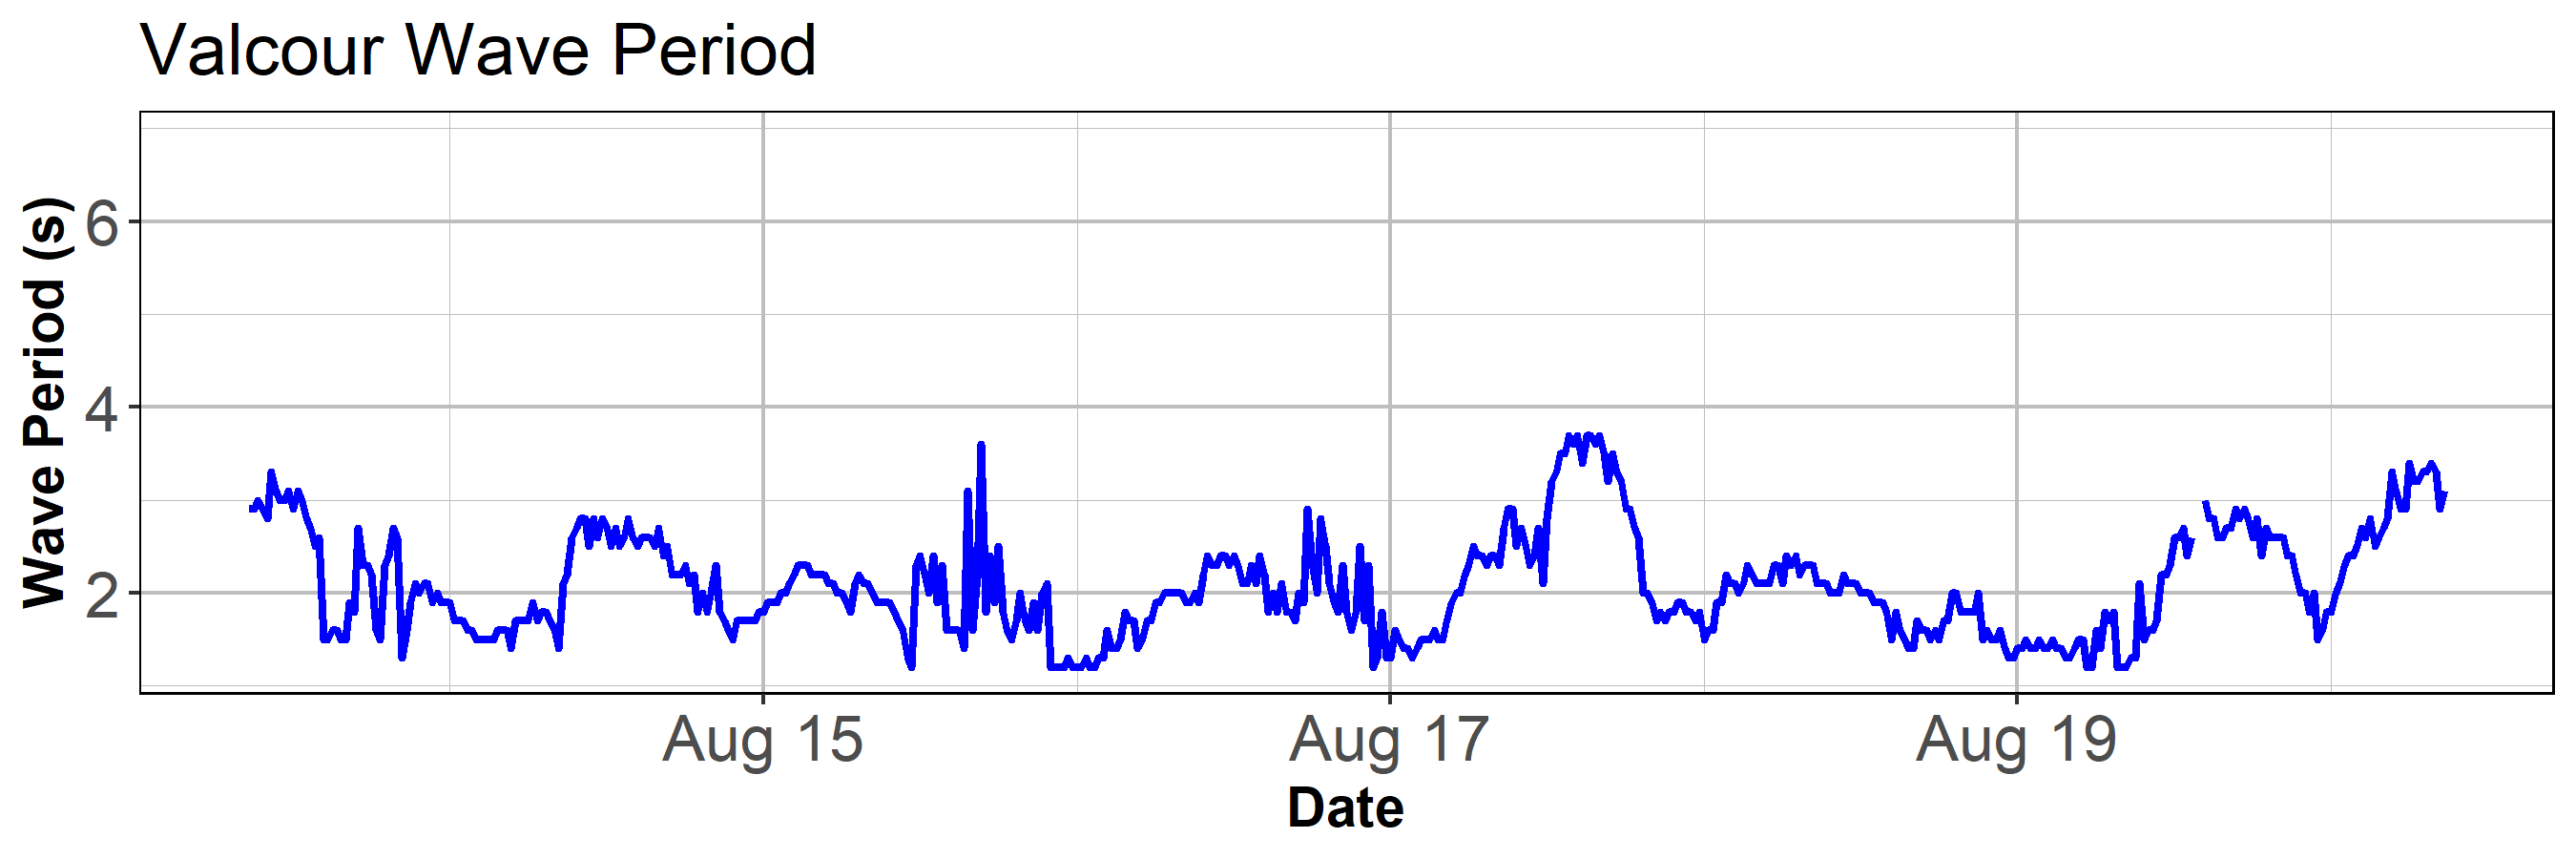 Valcour Wave Period
Wave Period (s)
6
4
2
Aug 15 Aug 17 Aug 19
Date